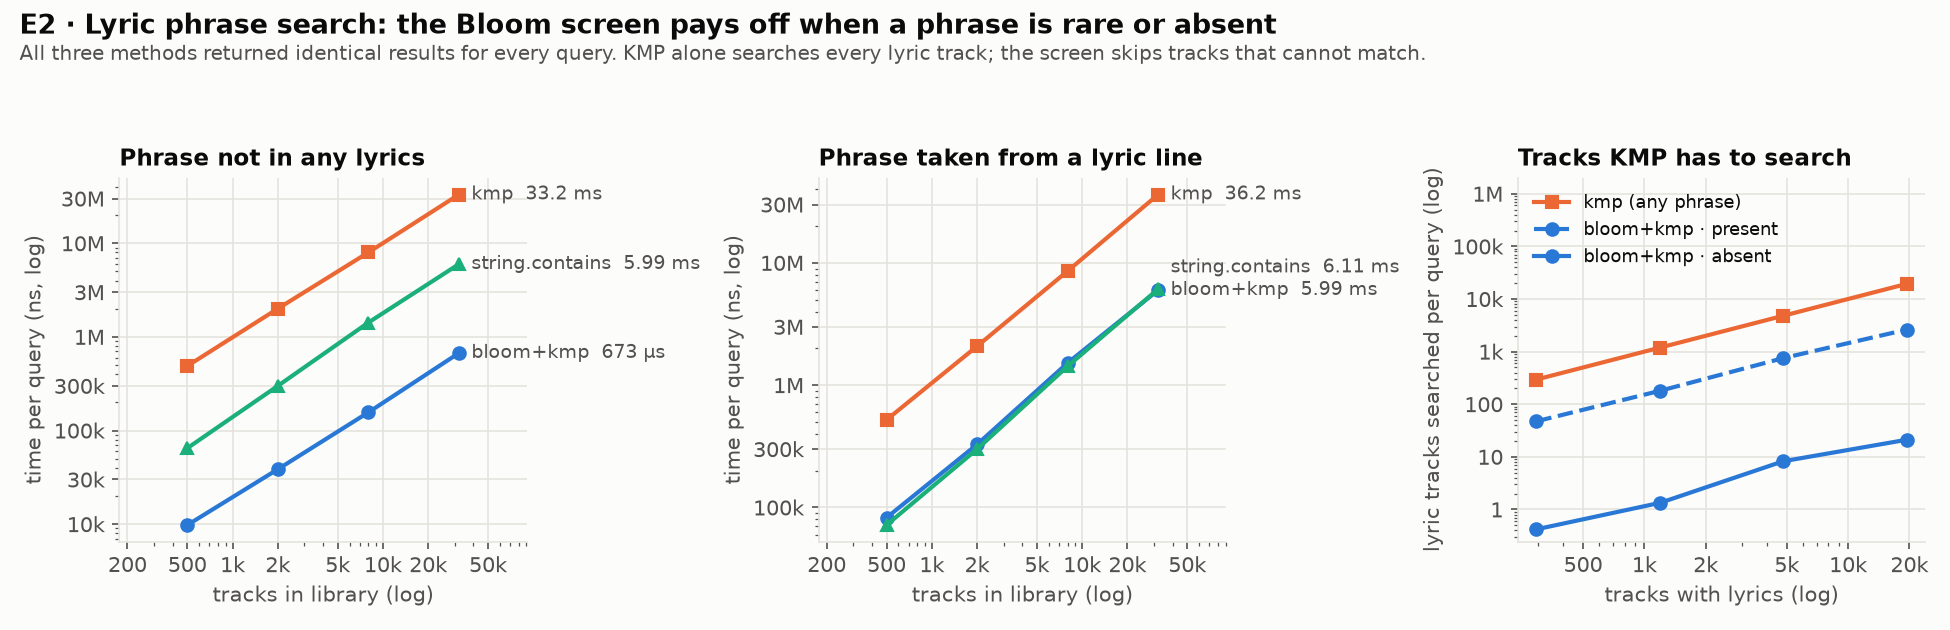 E2 · Lyric phrase search: the Bloom screen pays off when a phrase is rare or absent
All three methods returned identical results for every query. KMP alone searches every lyric track; the screen skips tracks that cannot match.
Phrase not in any lyrics
time per query (ns, log)
30M
10M
3M
1M
300k
100k
30k
10k
kmp 33.2 ms
string.contains 5.99 ms
bloom+kmp 673 µs
200 500 1k 2k 5k 10k 20k 50k
tracks in library (log)
Phrase taken from a lyric line
time per query (ns, log)
30M
10M
3M
1M
300k
100k
kmp 36.2 ms
string.contains 6.11 ms
bloom+kmp 5.99 ms
200 500 1k 2k 5k 10k 20k 50k
tracks in library (log)
Tracks KMP has to search
lyric tracks searched per query (log)
1M
100k
10k
1k
100
10
1
kmp (any phrase)
bloom+kmp · present
bloom+kmp · absent
500 1k 2k 5k 10k 20k
tracks with lyrics (log)